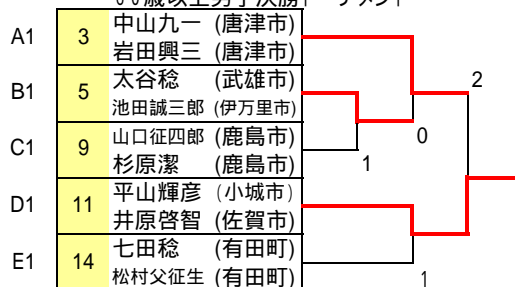 A1 3 中山九一 (唐津市)
岩田興三 (唐津市)
B1 5 太谷稔 (武雄市)
池田誠三郎 (伊万里市)
C1 9 山口征四郎 (鹿島市)
杉原潔 (鹿島市)
D1 11 平山輝彦 (小城市)
井原啓智 (佐賀市)
E1 14 七田稔 (有田町)
松村父征生 (有田町)
2
0
1
1